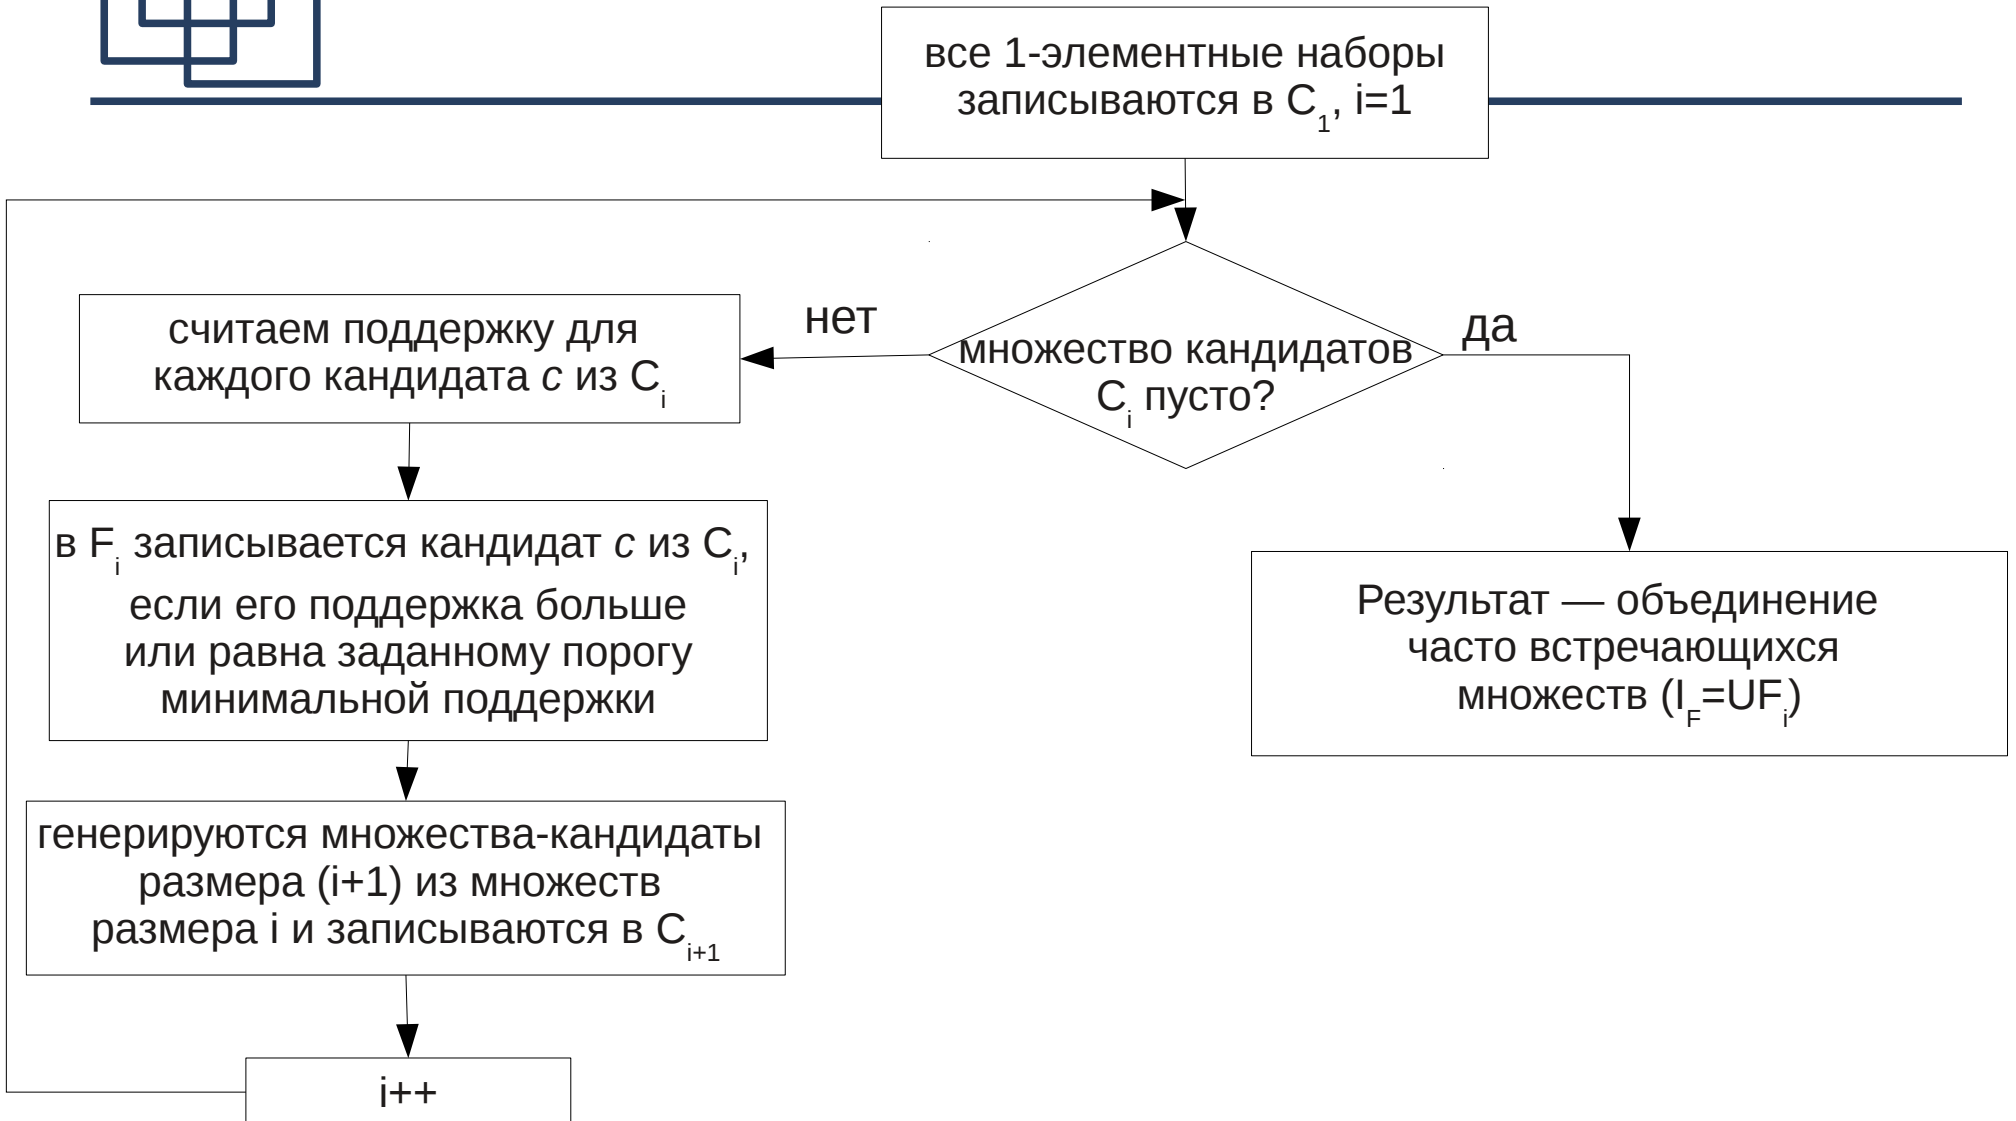 все 1-элементные наборы
записываются в C1, i=1
нет
да
множество кандидатов
Ci пусто?
считаем поддержку для
каждого кандидата c из Ci
в Fi записывается кандидат c из Ci,
если его поддержка больше
или равна заданному порогу
минимальной поддержки
генерируются множества-кандидаты
размера (i+1) из множеств
размера i и записываются в Ci+1
i++
Результат — объединение
часто встречающихся
множеств (IF=UFi)